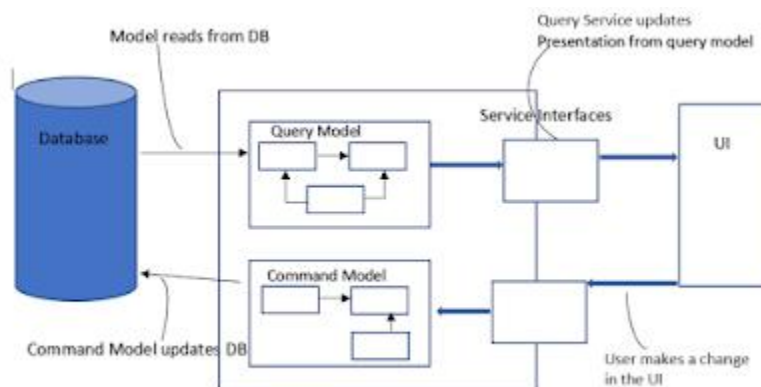 Model reads from DB
Query Service updates
Presentation from query model
Database
Query Model
Service Interfaces
UI
Command Model
Command Model updates DB
User makes a change
in the UI